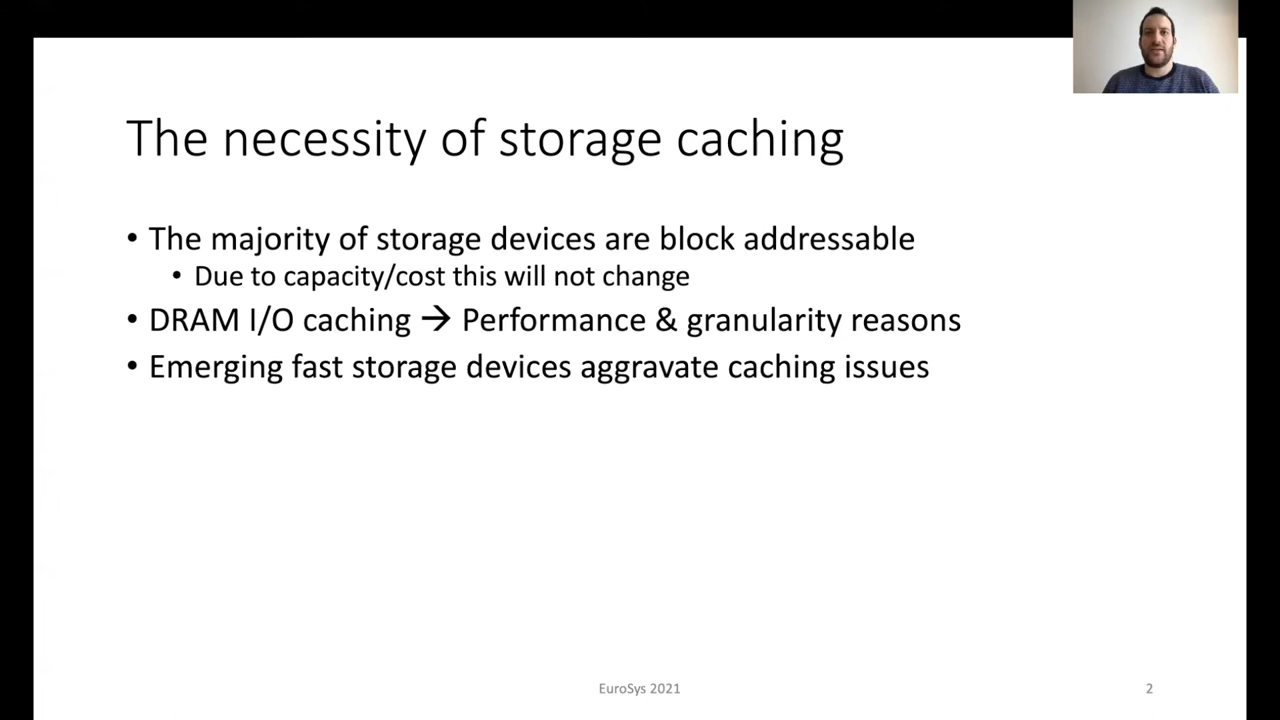 The necessity of storage caching
• The majority of storage devices are block addressable
• Due to capacity/cost this will not change
• DRAM I/O caching → Performance & granularity reasons
• Emerging fast storage devices aggravate caching issues
EuroSys 2021
2